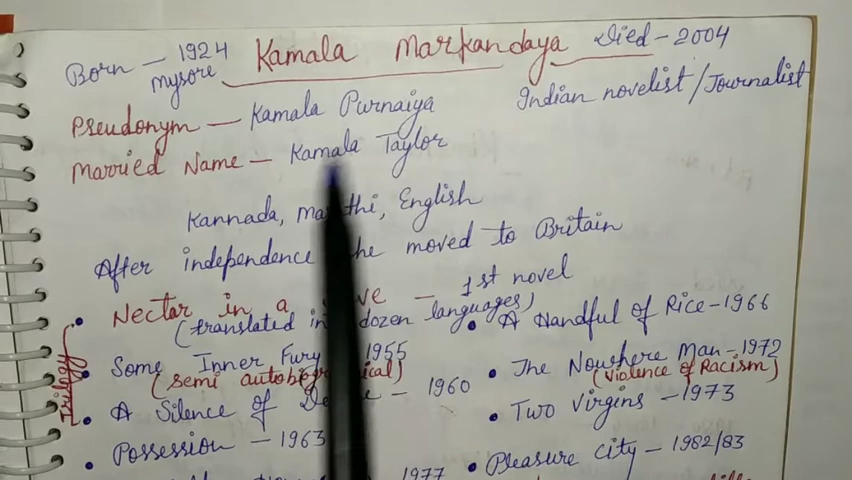 Born - 1924 Kamala Markandaya Died - 2004
Mysore
Indian novelist/Journalist
Pseudonym - Kamala Purnaiya
Married Name - Kamala Taylor
Kannada, English
After independence moved to Britain
Nectar in a - 1st novel
(translated in dozen languages)
• A Handful of Rice - 1966
Trilogy
• Some Inner Fury 1955
(semi)
• The Nowhere Man - 1972
(violence of Racism)
• A Silence of - 1960
• Two Virgins - 1973
• Possession - 1963
• Pleasure city - 1982/83
1977